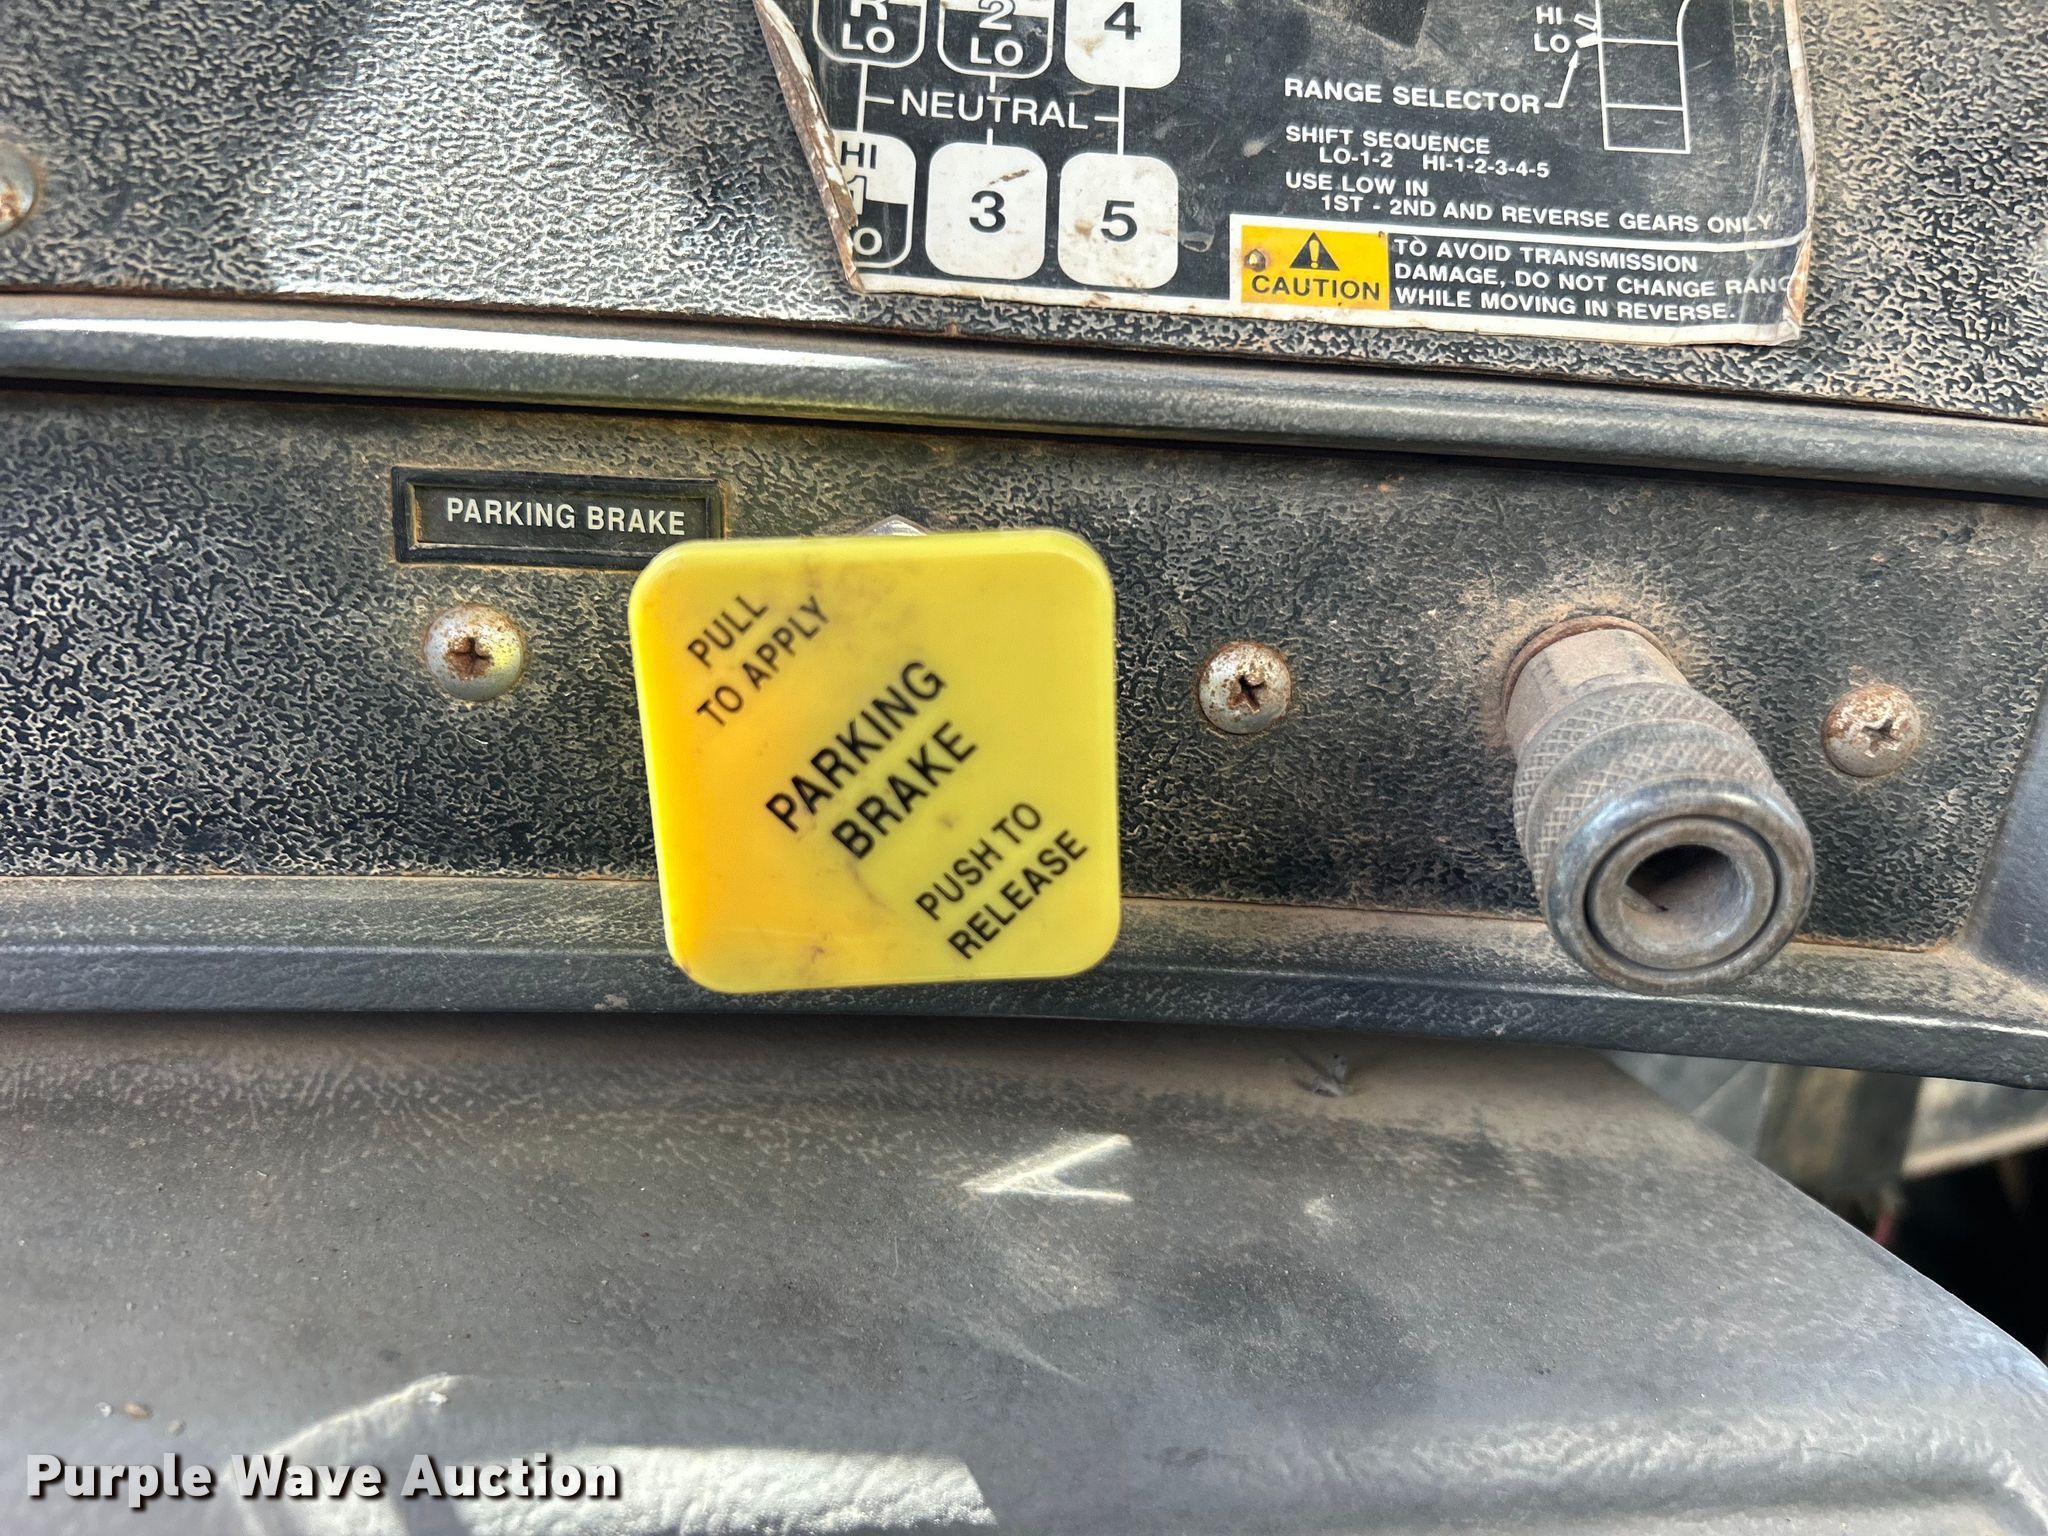 R 2 4
LO LO
NEUTRAL
HI
1 3 5
HI
LO
RANGE SELECTOR
SHIFT SEQUENCE
LO-1-2 HI-1-2-3-4-5
USE LOW IN
1ST - 2ND AND REVERSE GEARS ONLY
CAUTION
TO AVOID TRANSMISSION
DAMAGE, DO NOT CHANGE RANG
WHILE MOVING IN REVERSE.
PARKING BRAKE
PULL
TO APPLY
PARKING
BRAKE
PUSH TO
RELEASE
Purple Wave Auction